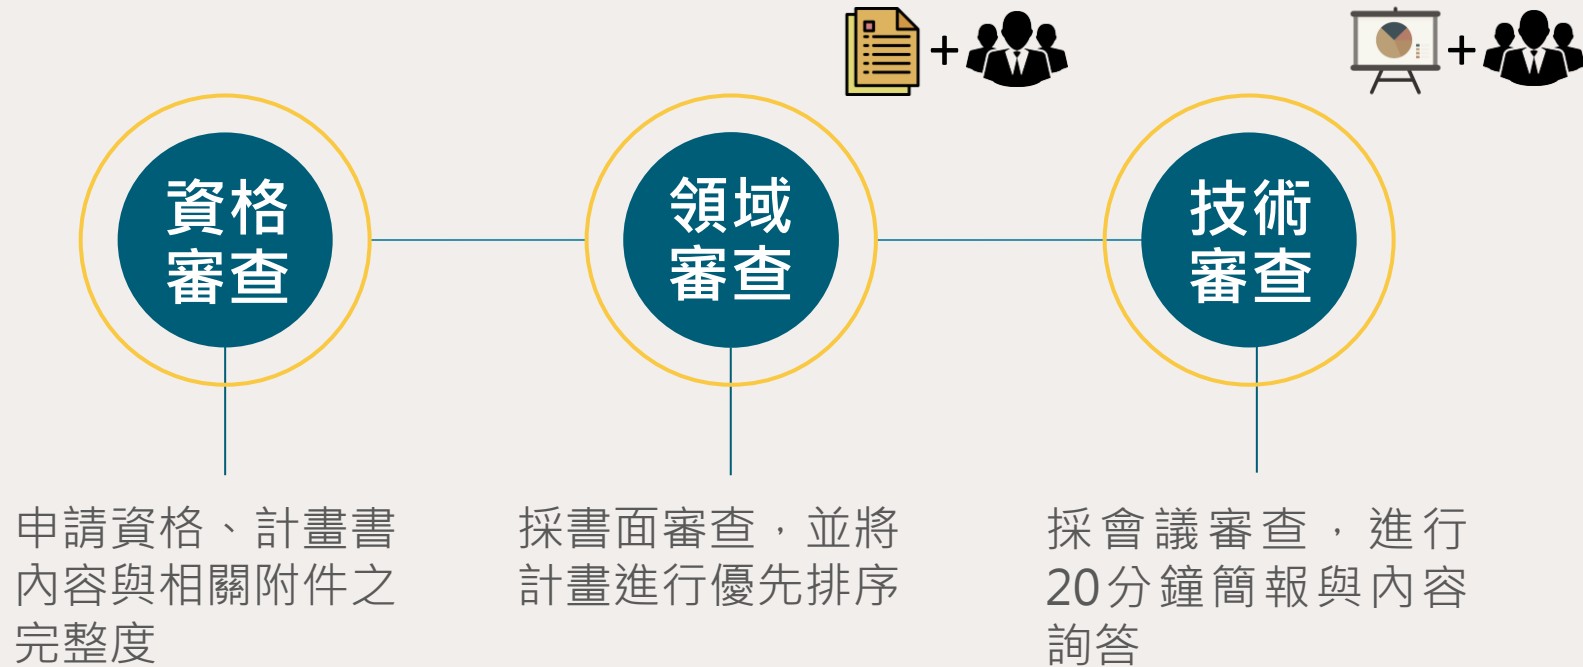 資格
審查
領域
審查
技術
審查
申請資格、計畫書
內容與相關附件之
完整度
採書面審查，並將
計畫進行優先排序
採會議審查，進行
20分鐘簡報與內容
詢答